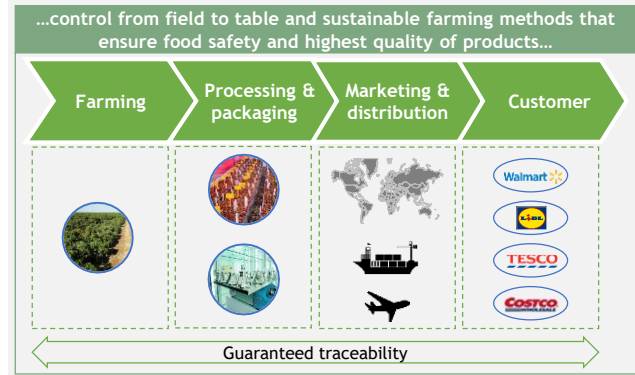 …control from field to table and sustainable farming methods that
ensure food safety and highest quality of products…
Farming
Processing &
packaging
Marketing &
distribution
Customer
Walmart
LIDL
TESCO
COSTCO
WHOLESALE
Guaranteed traceability